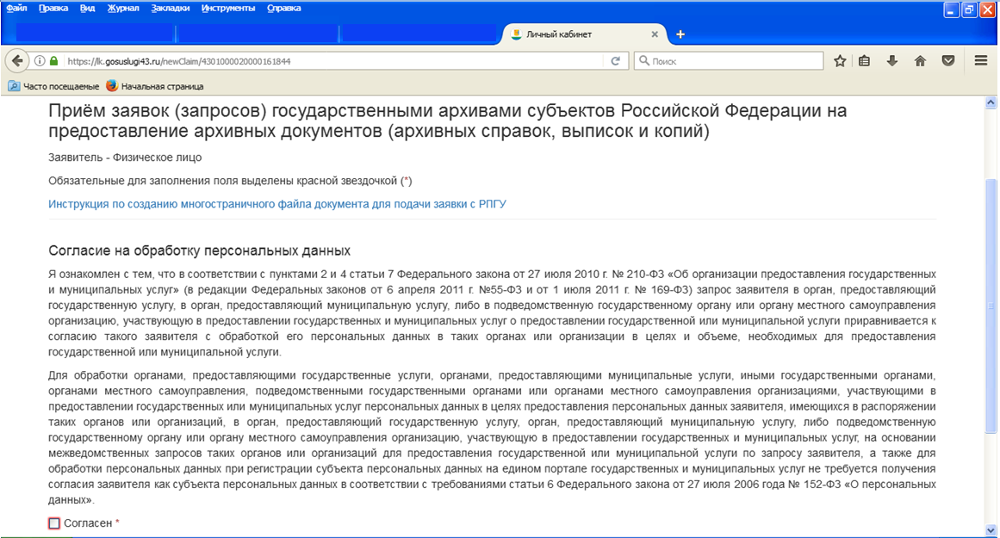 Файл Правка Вид Журнал Закладки Инструменты Справка
Личный кабинет
https://lk.gosuslugi43.ru/newClaim/4301000020000161844
Поиск
Часто посещаемые Начальная страница
Приём заявок (запросов) государственными архивами субъектов Российской Федерации на
предоставление архивных документов (архивных справок, выписок и копий)
Заявитель - Физическое лицо
Обязательные для заполнения поля выделены красной звездочкой (*)
Инструкция по созданию многостраничного файла документа для подачи заявки с РПГУ
Согласие на обработку персональных данных
Я ознакомлен с тем, что в соответствии с пунктами 2 и 4 статьи 7 Федерального закона от 27 июля 2010 г. № 210-ФЗ «Об организации предоставления государственных
и муниципальных услуг» (в редакции Федеральных законов от 6 апреля 2011 г. №55-ФЗ и от 1 июля 2011 г. № 169-ФЗ) запрос заявителя в орган, предоставляющий
государственную услугу, в орган, предоставляющий муниципальную услугу, либо в подведомственную государственному органу или органу местного самоуправления
организацию, участвующую в предоставлении государственных и муниципальных услуг о предоставлении государственной или муниципальной услуги приравнивается к
согласию такого заявителя с обработкой его персональных данных в таких органах или организации в целях и объеме, необходимых для предоставления
государственной или муниципальной услуги.
Для обработки органами, предоставляющими государственные услуги, органами, предоставляющими муниципальные услуги, иными государственными органами,
органами местного самоуправления, подведомственными государственными органам или органами местного самоуправления организациями, участвующими в
предоставлении государственных или муниципальных услуг персональных данных в целях предоставления персональных данных заявителя, имеющихся в распоряжении
таких органов или организаций, в орган, предоставляющий государственную услугу, орган, предоставляющий муниципальную услугу, либо подведомственную
государственному органу или органу местного самоуправления организацию, участвующую в предоставлении государственных и муниципальных услуг, на основании
межведомственных запросов таких органов или организаций для предоставления государственной или муниципальной услуги по запросу заявителя, а также для
обработки персональных данных при регистрации субъекта персональных данных на едином портале государственных и муниципальных услуг не требуется получения
согласия заявителя как субъекта персональных данных в соответствии с требованиями статьи 6 Федерального закона от 27 июля 2006 года № 152-ФЗ «О персональных
данных».
Согласен *